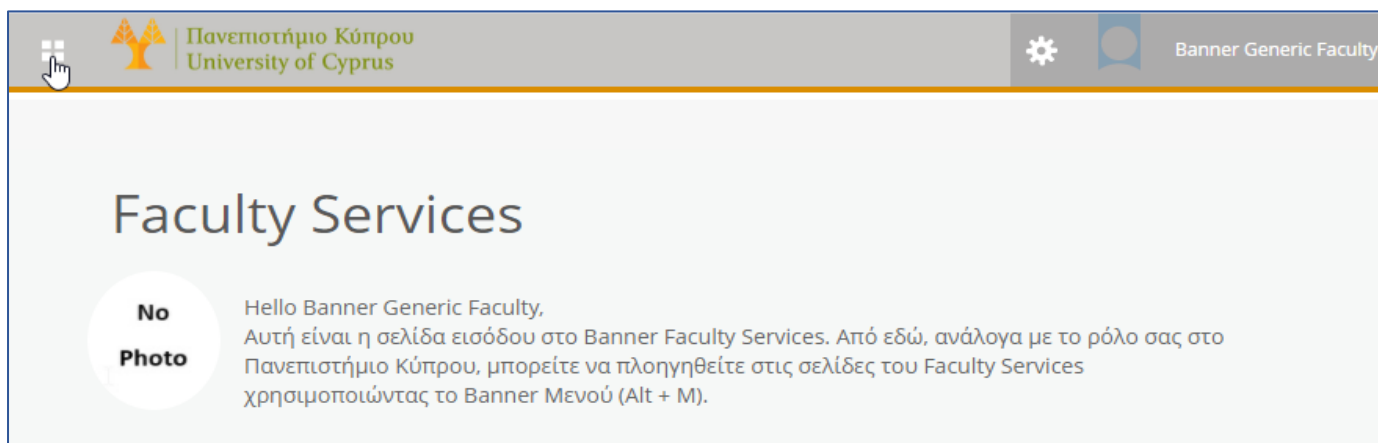 Πανεπιστήμιο Κύπρου
University of Cyprus
Banner Generic Faculty
Faculty Services
No
Photo
Hello Banner Generic Faculty,
Αυτή είναι η σελίδα εισόδου στο Banner Faculty Services. Από εδώ, ανάλογα με το ρόλο σας στο
Πανεπιστήμιο Κύπρου, μπορείτε να πλοηγηθείτε στις σελίδες του Faculty Services
χρησιμοποιώντας το Banner Μενού (Alt + M).